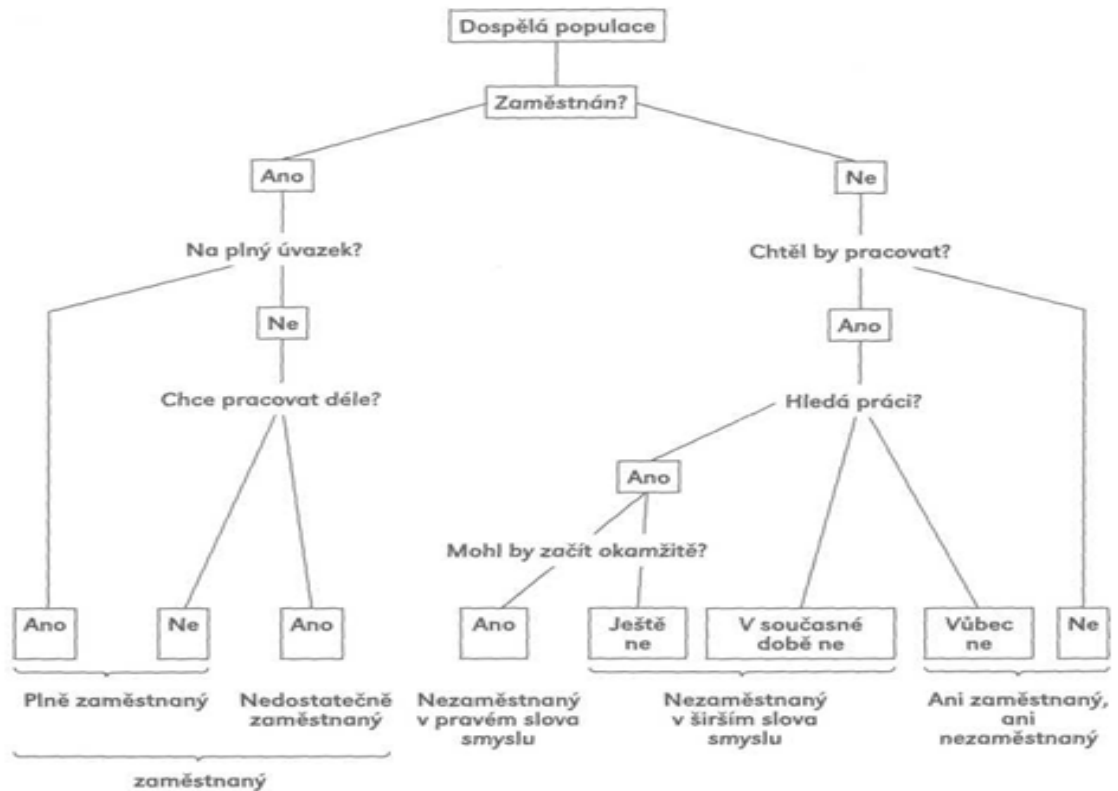 Dospělá populace
Zaměstnán?
Ano
Ne
Na plný úvazek?
Chtěl by pracovat?
Ne
Ano
Chce pracovat déle?
Hledá práci?
Ano
Mohl by začít okamžitě?
Ano
Ne
Ano
Ano
Ještě
ne
V současné
době ne
Vůbec
ne
Ne
Plně zaměstnaný
Nedostatečně
zaměstnaný
Nezaměstnaný
v pravém slova
smyslu
Nezaměstnaný
v širším slova
smyslu
Ani zaměstnaný,
ani
nezaměstnaný
zaměstnaný